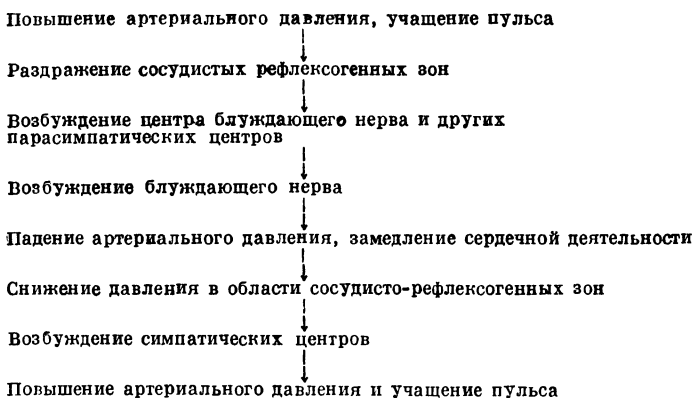 Повышение артериального давления, учащение пульса
Раздражение сосудистых рефлексогенных зон
Возбуждение центра блуждающего нерва и других
парасимпатических центров
Возбуждение блуждающего нерва
Падение артериального давления, замедление сердечной деятельности
Снижение давления в области сосудисто-рефлексогенных зон
Возбуждение симпатических центров
Повышение артериального давления и учащение пульса